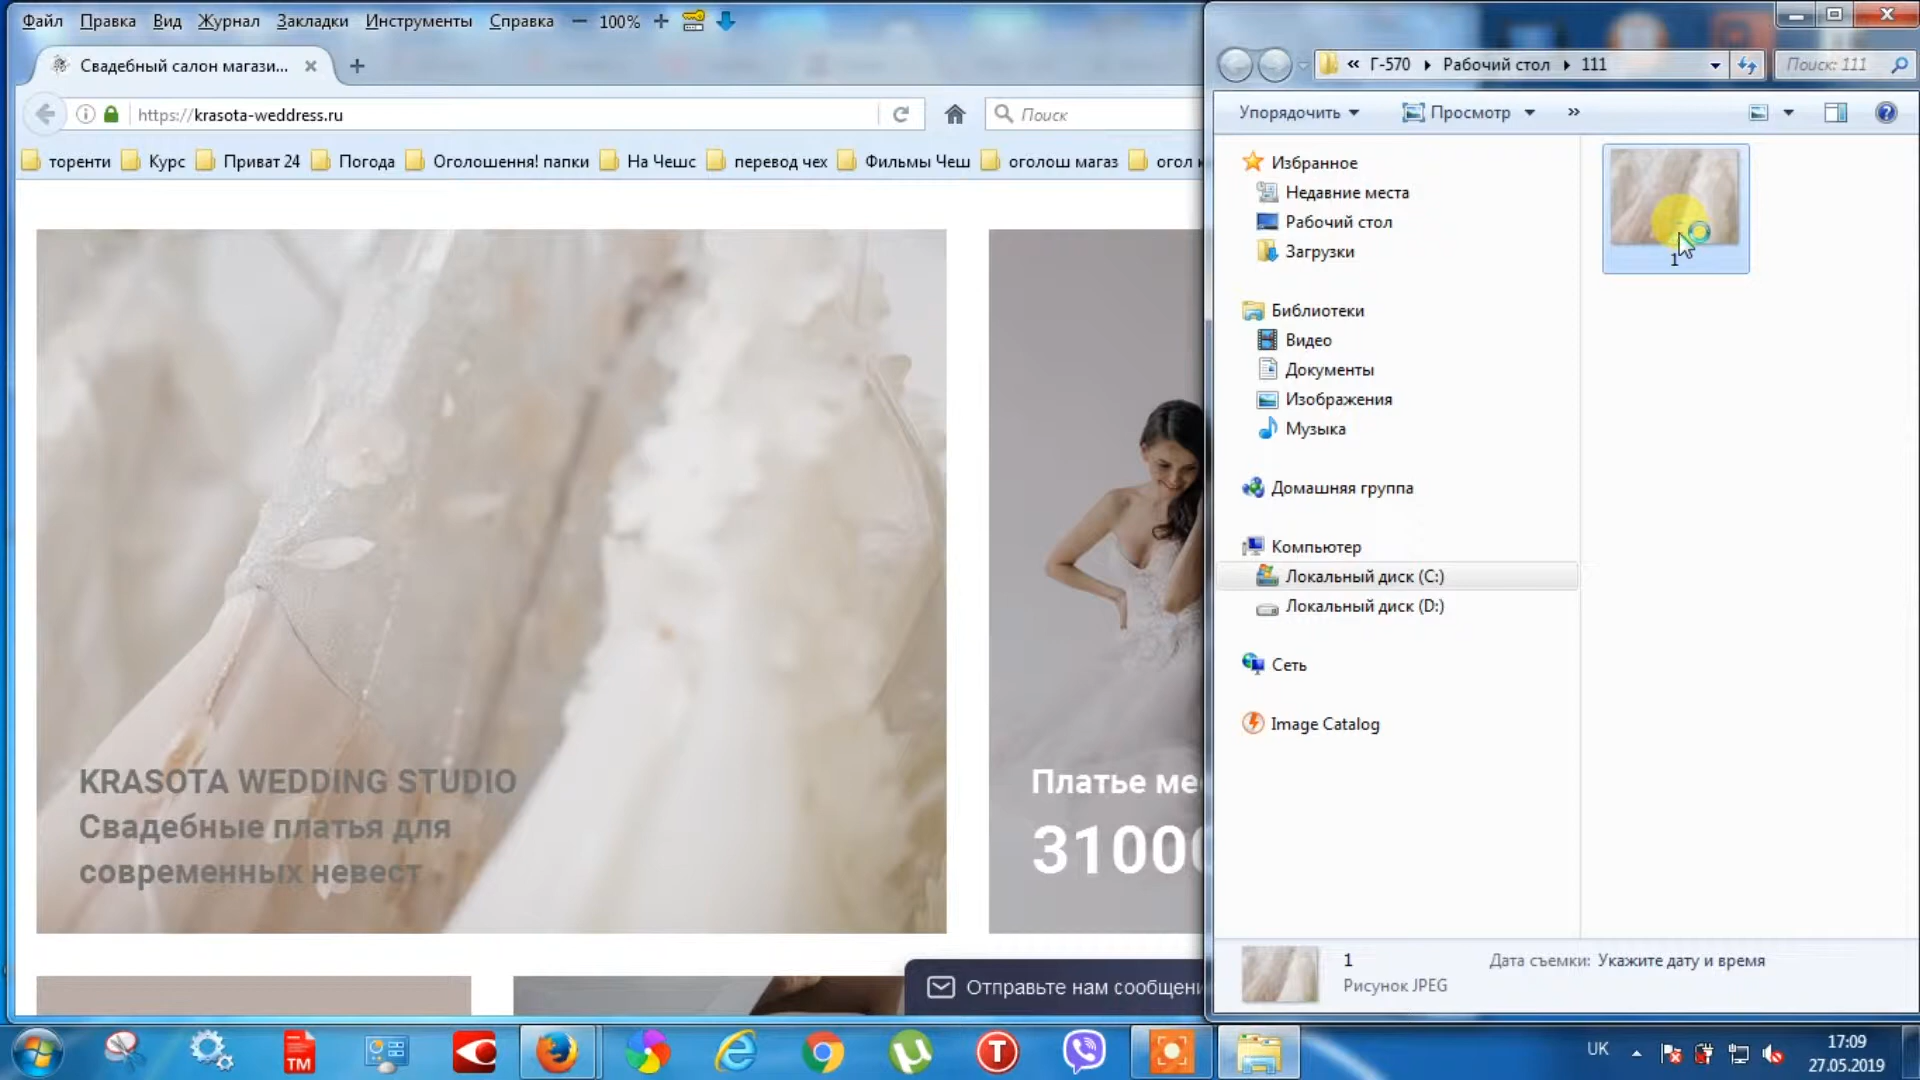 Файл Правка Вид Журнал Закладки Инструменты Справка 100%
Свадебный салон магази...
https://krasota-weddress.ru
Поиск
торенти Курс Приват 24 Погода Оголошення! папки На Чешс перевод чех Фильмы Чеш оголош магаз огол к
KRASOTA WEDDING STUDIO
Свадебные платья для
современных невест
Платье ме
31000
Отправьте нам сообщени
« Г-570 Рабочий стол 111
Поиск: 111
Упорядочить Просмотр »
Избранное
Недавние места
Рабочий стол
Загрузки
Библиотеки
Видео
Документы
Изображения
Музыка
Домашняя группа
Компьютер
Локальный диск (C:)
Локальный диск (D:)
Сеть
Image Catalog
1
1 Дата съемки: Укажите дату и время
Рисунок JPEG
TM
T
UK
17:09
27.05.2019